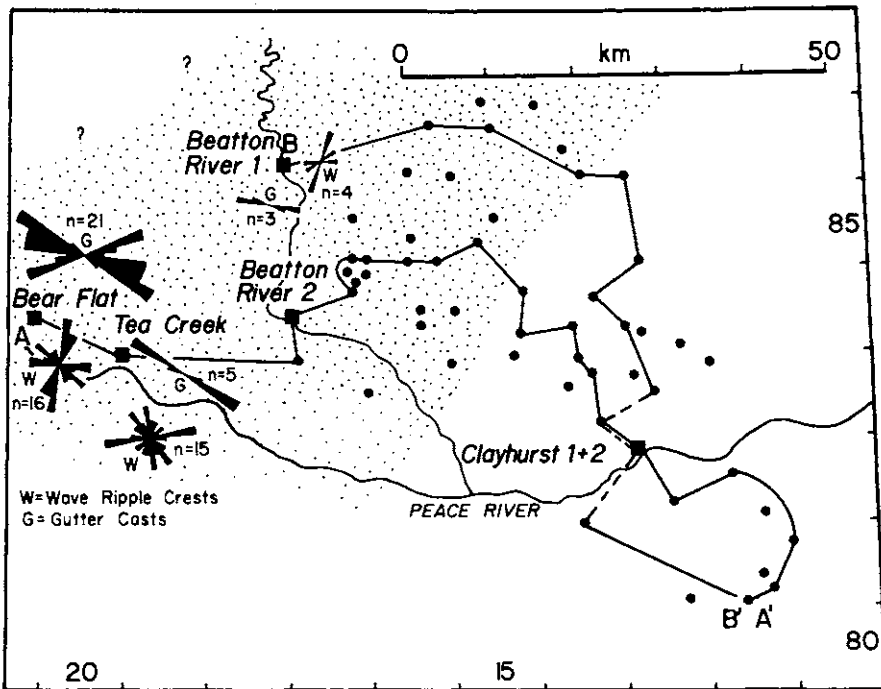 0 km 50
?
?
Beatton B
River 1
W
n=4
G
n=3
85
n=21
G
Beatton
River 2
Bear Flat
A
Tea Creek
W
n=16
G
n=5
n=15
W
Clayhurst 1+2
W=Wave Ripple Crests
G=Gutter Casts
PEACE RIVER
B' A'
80
20 15